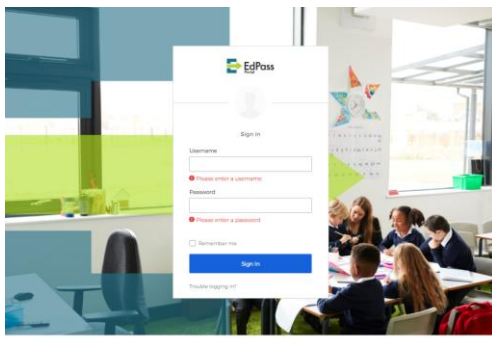 EdPass
Sign In
Username
Please enter a username
Password
Please enter a password
Remember me
Sign In
Trouble logging in?